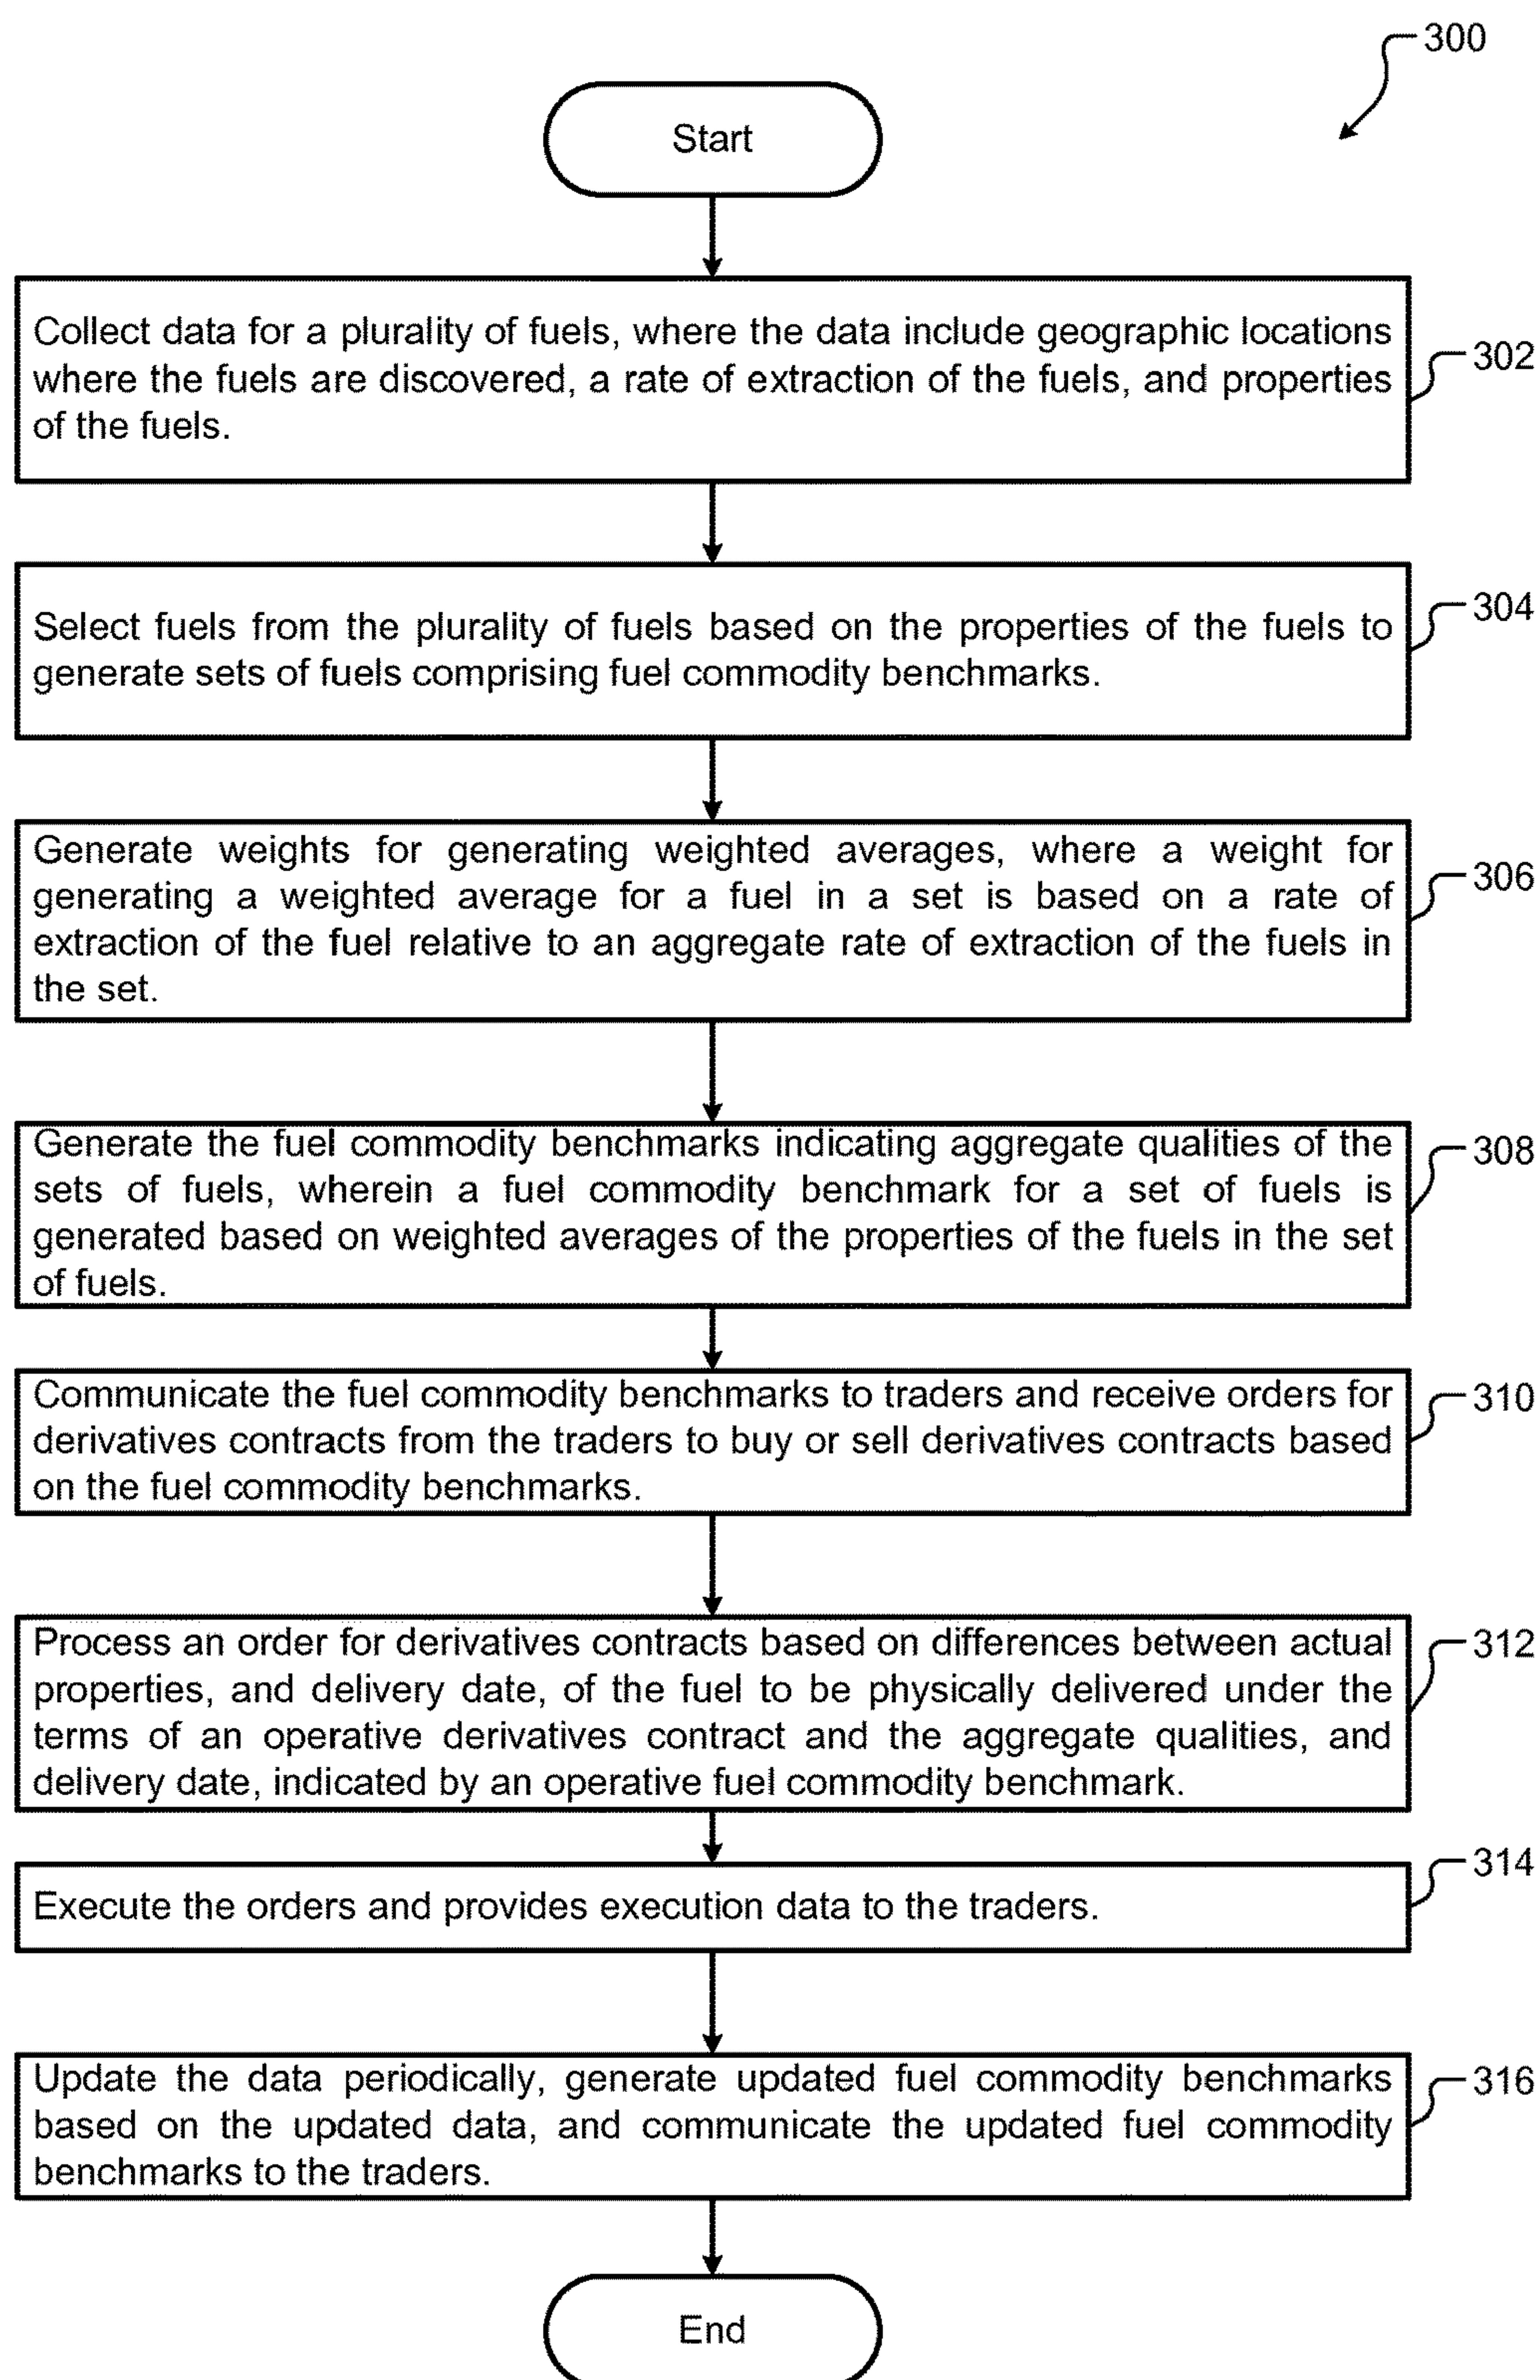 300
Start
Collect data for a plurality of fuels, where the data include geographic locations
where the fuels are discovered, a rate of extraction of the fuels, and properties
of the fuels.
302
Select fuels from the plurality of fuels based on the properties of the fuels to
generate sets of fuels comprising fuel commodity benchmarks.
304
Generate weights for generating weighted averages, where a weight for
generating a weighted average for a fuel in a set is based on a rate of
extraction of the fuel relative to an aggregate rate of extraction of the fuels in
the set.
306
Generate the fuel commodity benchmarks indicating aggregate qualities of the
sets of fuels, wherein a fuel commodity benchmark for a set of fuels is
generated based on weighted averages of the properties of the fuels in the set
of fuels.
308
Communicate the fuel commodity benchmarks to traders and receive orders for
derivatives contracts from the traders to buy or sell derivatives contracts based
on the fuel commodity benchmarks.
310
Process an order for derivatives contracts based on differences between actual
properties, and delivery date, of the fuel to be physically delivered under the
terms of an operative derivatives contract and the aggregate qualities, and
delivery date, indicated by an operative fuel commodity benchmark.
312
Execute the orders and provides execution data to the traders.
314
Update the data periodically, generate updated fuel commodity benchmarks
based on the updated data, and communicate the updated fuel commodity
benchmarks to the traders.
316
End